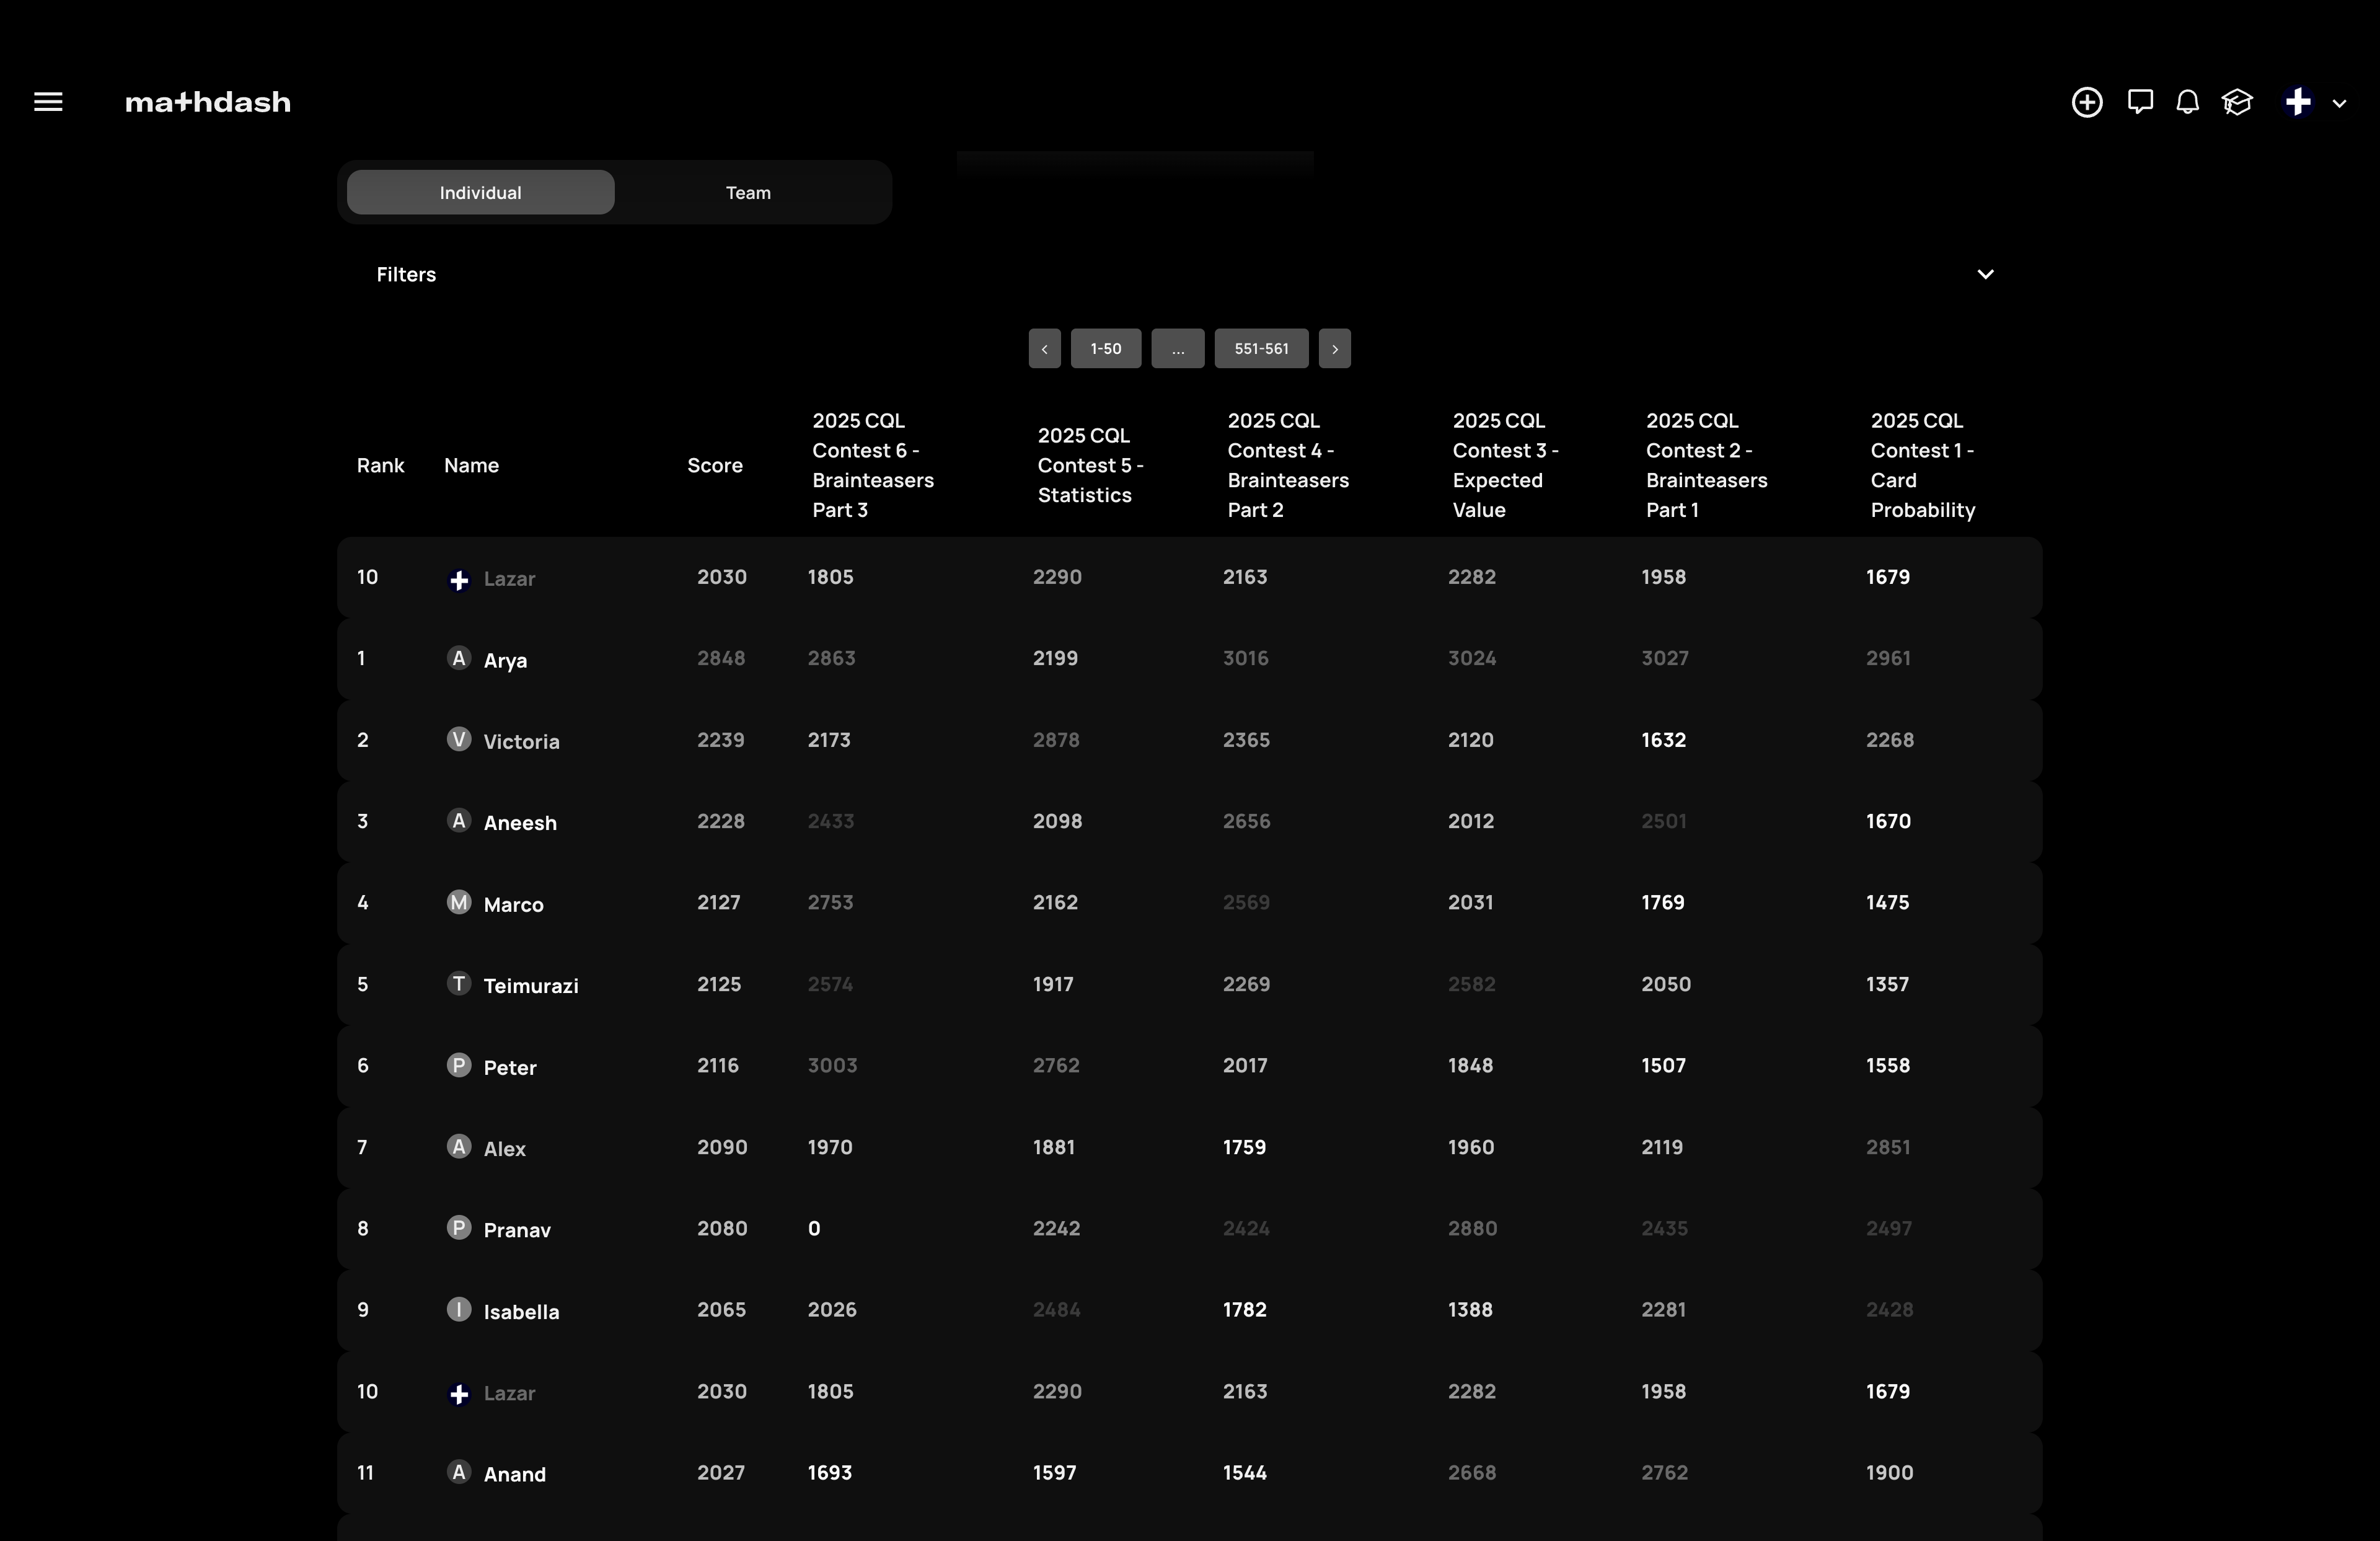 mathdash
Individual Team
Filters
< 1-50 ... 551-561 >
Rank Name Score 2025 CQL Contest 6 - Brainteasers Part 3 2025 CQL Contest 5 - Statistics 2025 CQL Contest 4 - Brainteasers Part 2 2025 CQL Contest 3 - Expected Value 2025 CQL Contest 2 - Brainteasers Part 1 2025 CQL Contest 1 - Card Probability
10 Lazar 2030 1805 2290 2163 2282 1958 1679
1 A Arya 2848 2863 2199 3016 3024 3027 2961
2 V Victoria 2239 2173 2878 2365 2120 1632 2268
3 A Aneesh 2228 2433 2098 2656 2012 2501 1670
4 M Marco 2127 2753 2162 2569 2031 1769 1475
5 T Teimurazi 2125 2574 1917 2269 2582 2050 1357
6 P Peter 2116 3003 2762 2017 1848 1507 1558
7 A Alex 2090 1970 1881 1759 1960 2119 2851
8 P Pranav 2080 0 2242 2424 2880 2435 2497
9 I Isabella 2065 2026 2484 1782 1388 2281 2428
10 Lazar 2030 1805 2290 2163 2282 1958 1679
11 A Anand 2027 1693 1597 1544 2668 2762 1900